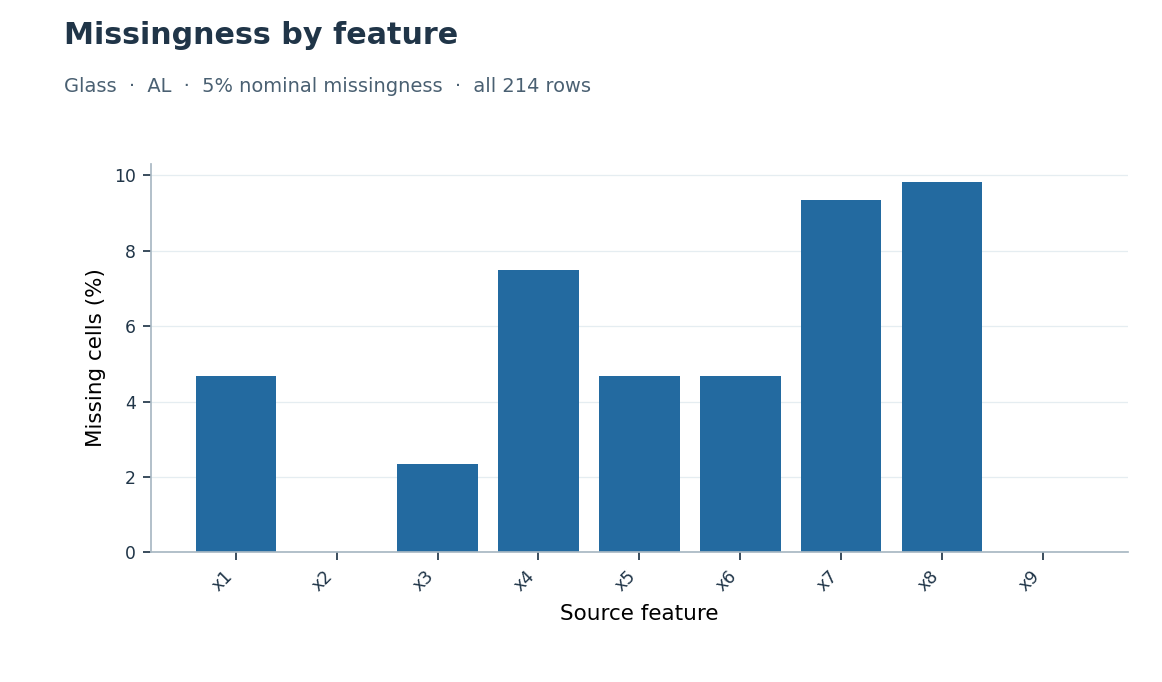 Missingness by feature
Glass · AL · 5% nominal missingness · all 214 rows
Missing cells (%)
10
8
6
4
2
0
x1 x2 x3 x4 x5 x6 x7 x8 x9
Source feature